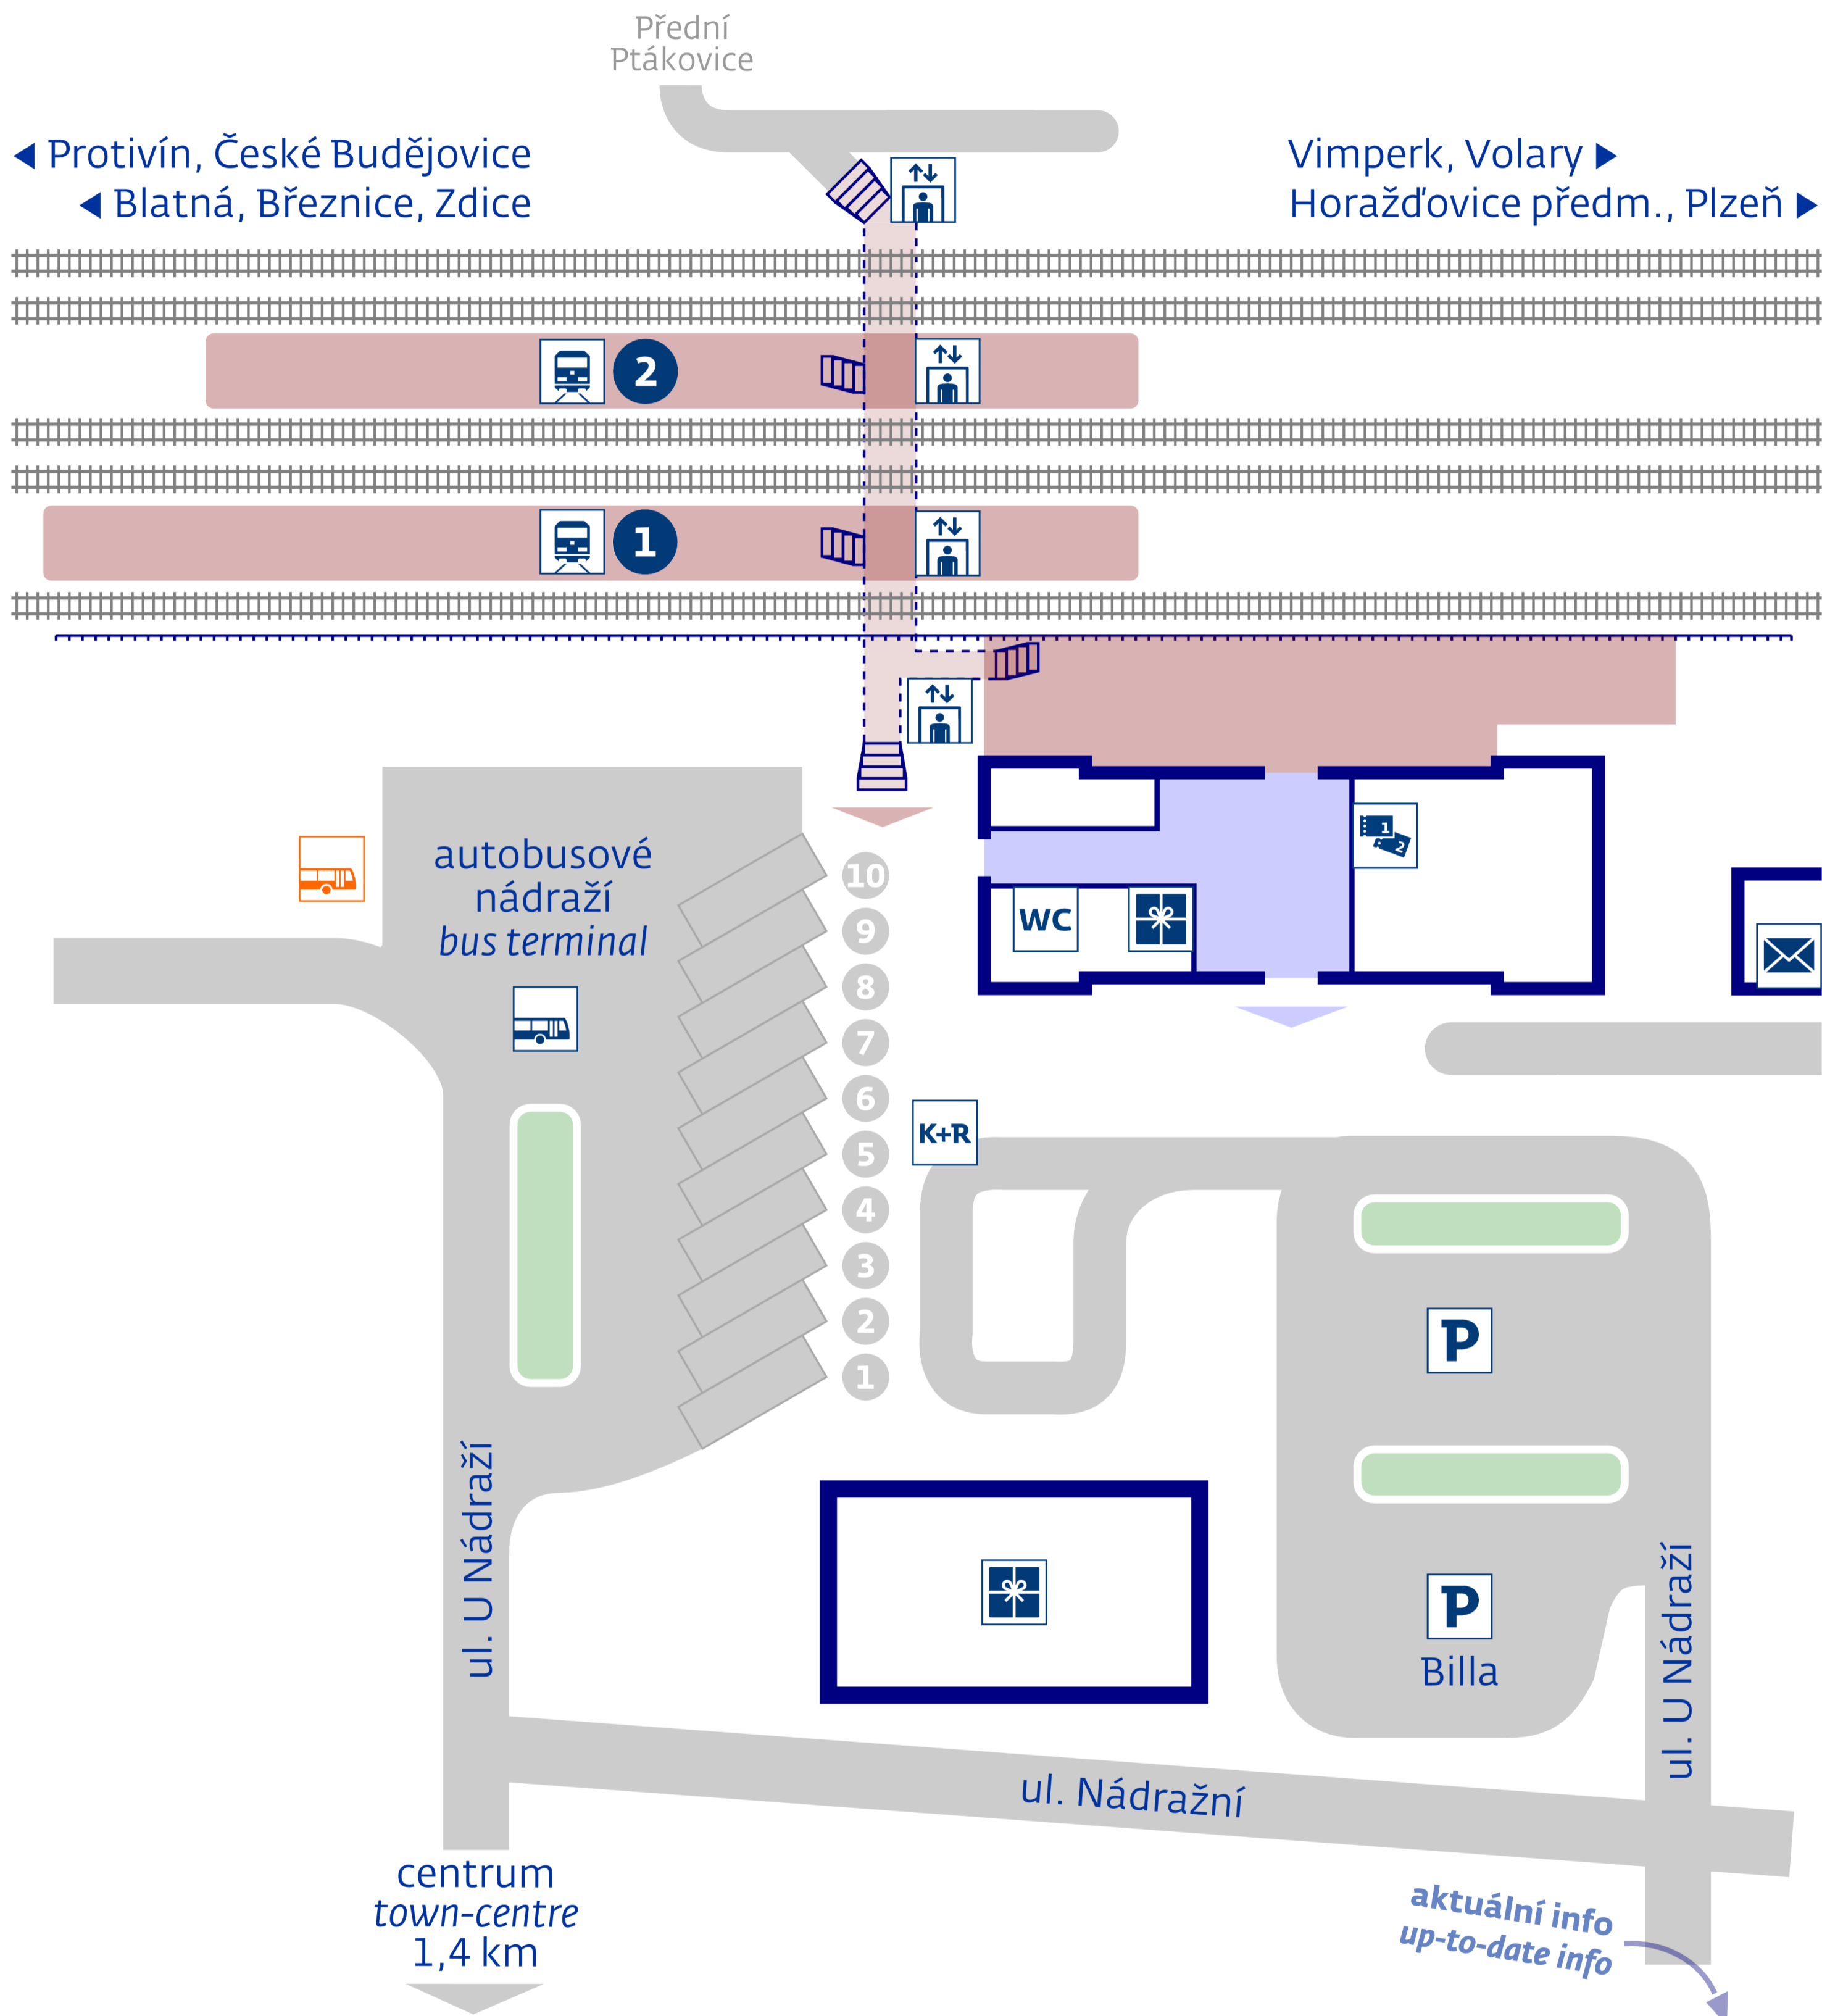 Přední
Ptákovice
Protivín, České Budějovice
Blatná, Březnice, Zdice
Vimperk, Volary
Horažďovice předm., Plzeň
2
1
autobusové
nádraží
bus terminal
10
9
8
7
6
5
4
3
2
1
1
2
WC
K+R
P
P
Billa
ul. U Nádraží
ul. U Nádraží
ul. Nádražní
centrum
town-centre
1,4 km
aktuální info
up-to-date info